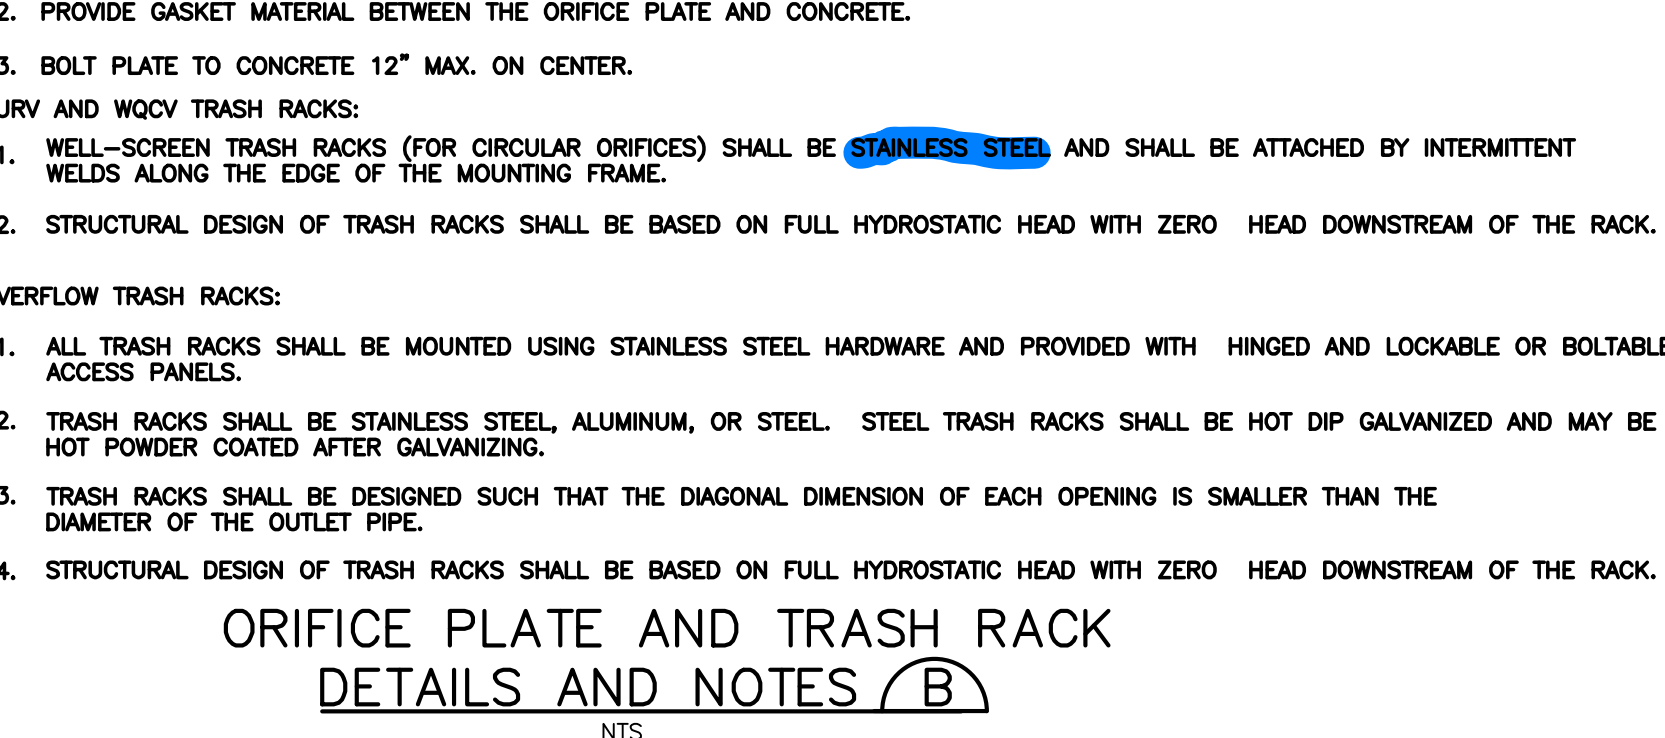 2. PROVIDE GASKET MATERIAL BETWEEN THE ORIFICE PLATE AND CONCRETE.
3. BOLT PLATE TO CONCRETE 12" MAX. ON CENTER.
URV AND WQCV TRASH RACKS:
1. WELL-SCREEN TRASH RACKS (FOR CIRCULAR ORIFICES) SHALL BE STAINLESS STEEL AND SHALL BE ATTACHED BY INTERMITTENT
WELDS ALONG THE EDGE OF THE MOUNTING FRAME.
2. STRUCTURAL DESIGN OF TRASH RACKS SHALL BE BASED ON FULL HYDROSTATIC HEAD WITH ZERO HEAD DOWNSTREAM OF THE RACK.
VERFLOW TRASH RACKS:
1. ALL TRASH RACKS SHALL BE MOUNTED USING STAINLESS STEEL HARDWARE AND PROVIDED WITH HINGED AND LOCKABLE OR BOLTABLE
ACCESS PANELS.
2. TRASH RACKS SHALL BE STAINLESS STEEL, ALUMINUM, OR STEEL. STEEL TRASH RACKS SHALL BE HOT DIP GALVANIZED AND MAY BE
HOT POWDER COATED AFTER GALVANIZING.
3. TRASH RACKS SHALL BE DESIGNED SUCH THAT THE DIAGONAL DIMENSION OF EACH OPENING IS SMALLER THAN THE
DIAMETER OF THE OUTLET PIPE.
4. STRUCTURAL DESIGN OF TRASH RACKS SHALL BE BASED ON FULL HYDROSTATIC HEAD WITH ZERO HEAD DOWNSTREAM OF THE RACK.
ORIFICE PLATE AND TRASH RACK
DETAILS AND NOTES B
NTS